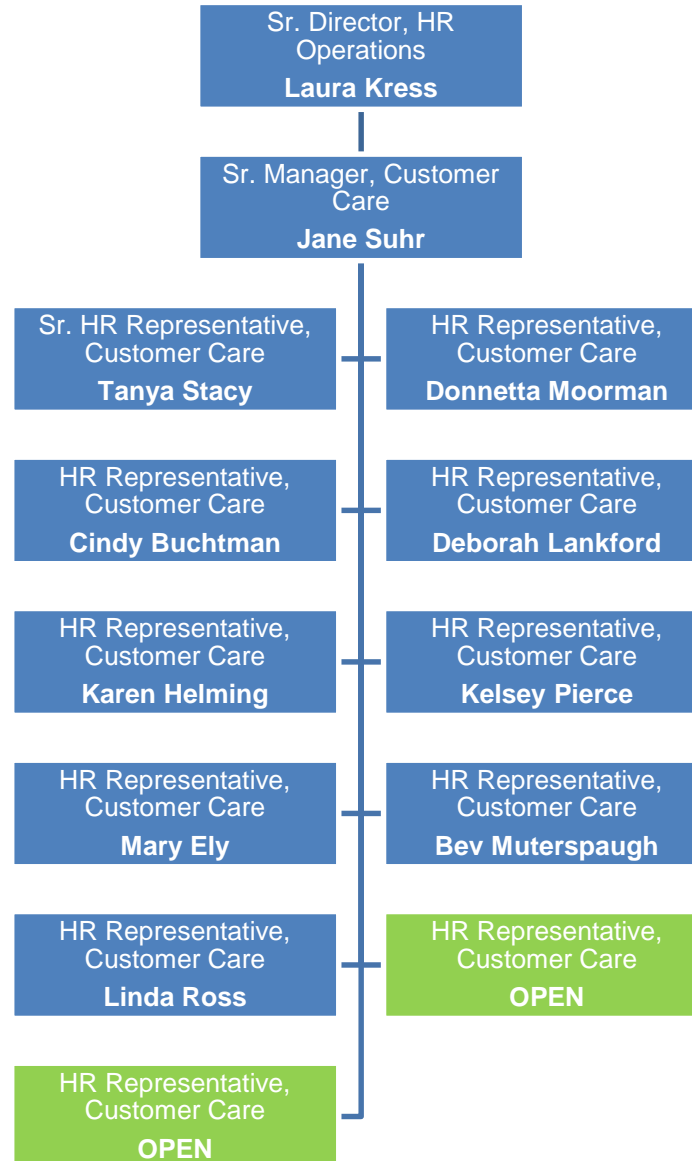 Sr. Director, HR
Operations
Laura Kress
Sr. Manager, Customer
Care
Jane Suhr
Sr. HR Representative,
Customer Care
Tanya Stacy
HR Representative,
Customer Care
Donnetta Moorman
HR Representative,
Customer Care
Cindy Buchtman
HR Representative,
Customer Care
Deborah Lankford
HR Representative,
Customer Care
Karen Helming
HR Representative,
Customer Care
Kelsey Pierce
HR Representative,
Customer Care
Mary Ely
HR Representative,
Customer Care
Bev Muterspaugh
HR Representative,
Customer Care
Linda Ross
HR Representative,
Customer Care
OPEN
HR Representative,
Customer Care
OPEN